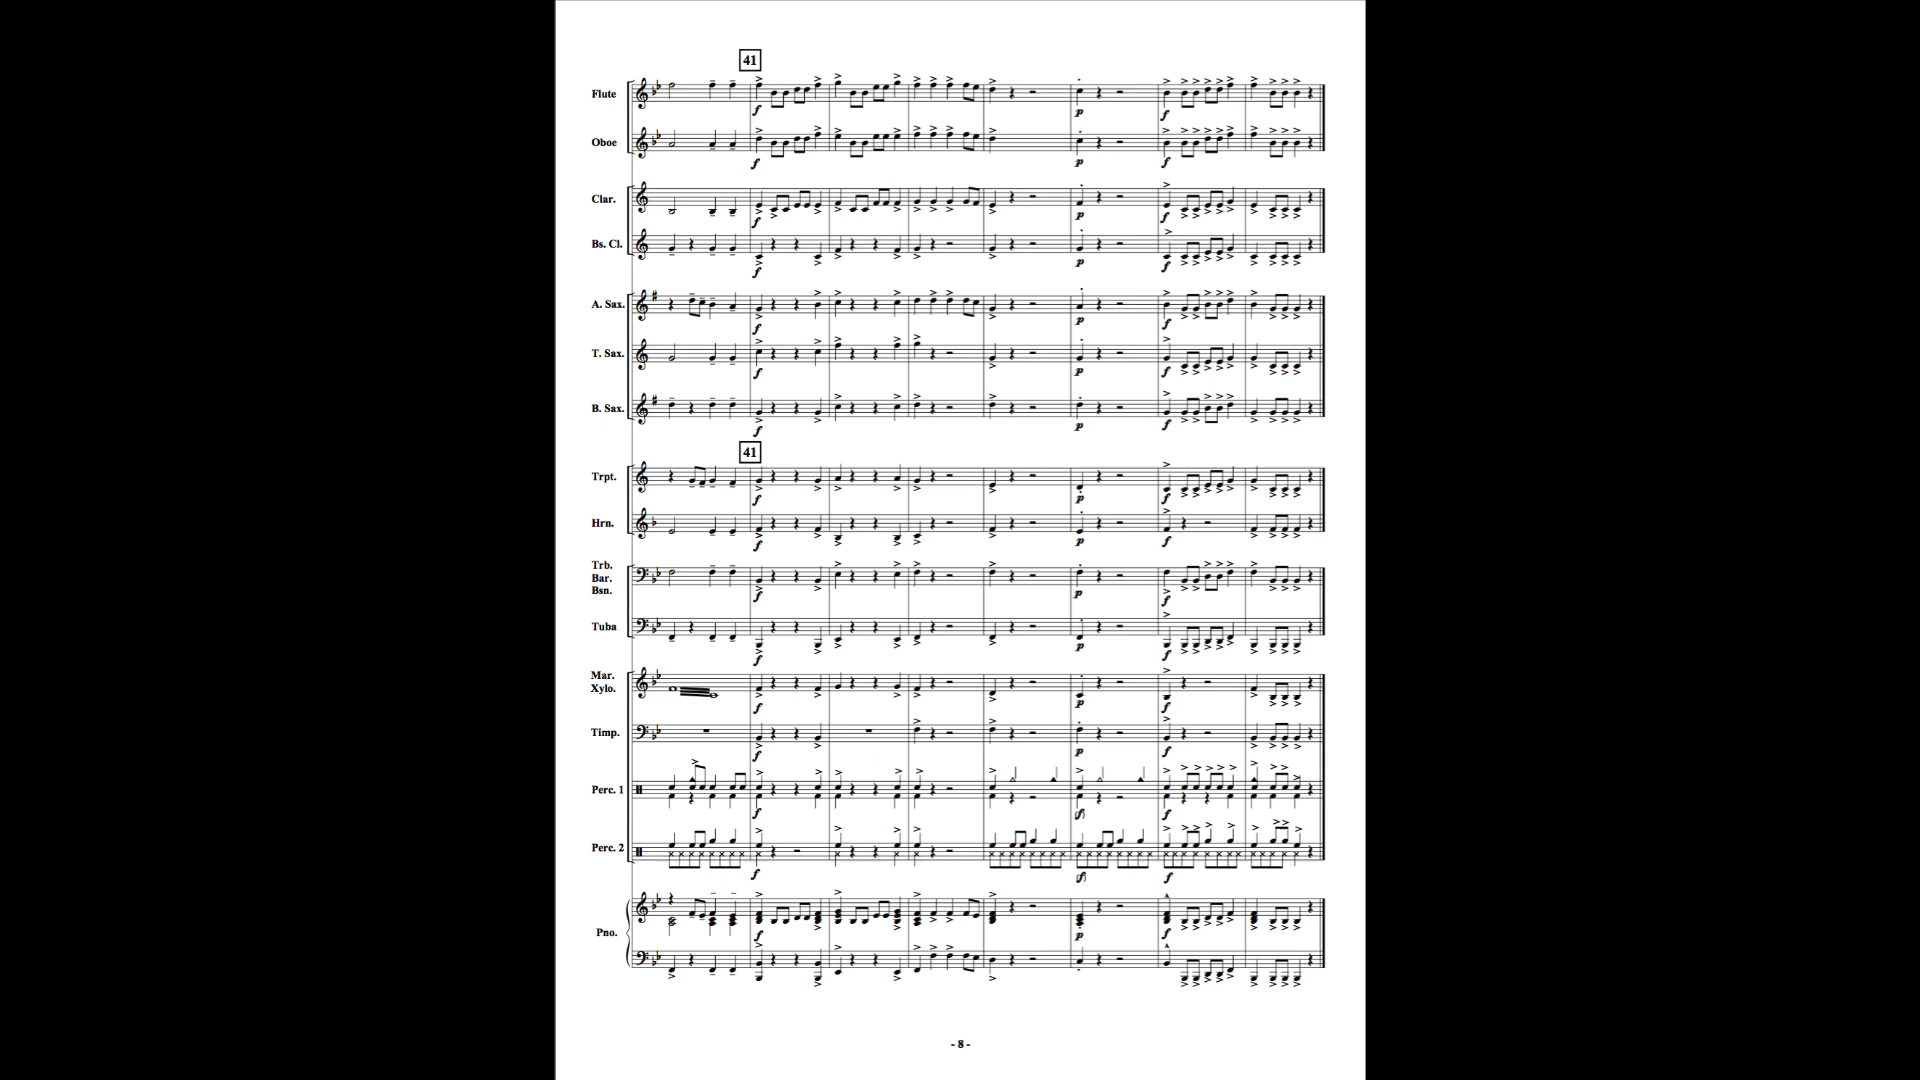 41
Flute
f
p
f
Oboe
f
p
f
Clar.
f
p
f
Bs. Cl.
f
p
f
A. Sax.
f
p
f
T. Sax.
f
p
f
B. Sax.
f
p
f
41
Trpt.
f
p
f
Hrn.
f
p
f
Trb.
Bar.
Bsn.
f
p
f
Tuba
f
p
f
Mar.
Xylo.
f
p
f
Timp.
f
p
f
Perc. 1
f
f
Perc. 2
f
f
Pno.
f
p
f
- 8 -